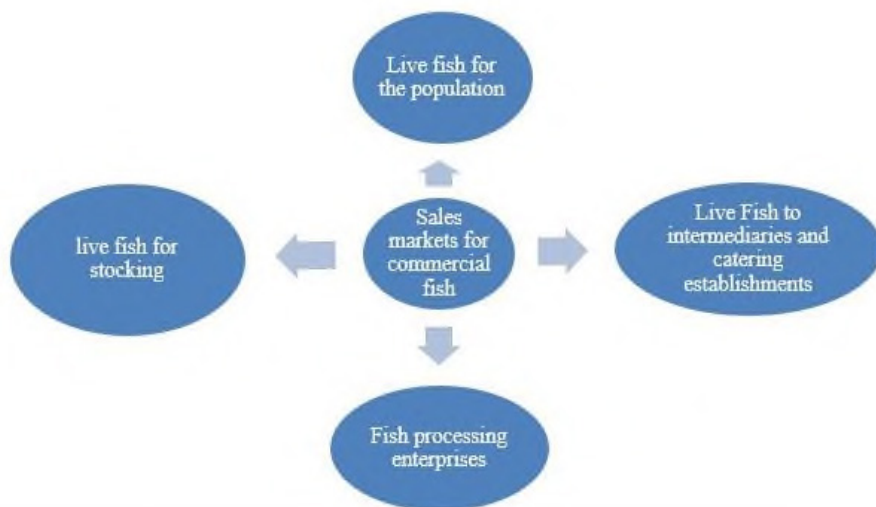 Live fish for
the population
live fish for
stocking
Sales
markets for
commercial
fish
Live Fish to
intermediaries and
catering
establishments
Fish processing
enterprises